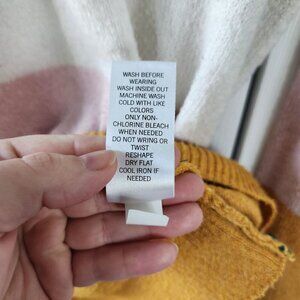 WASH BEFORE
WEARING
WASH INSIDE OUT
MACHINE WASH
COLD WITH LIKE
COLORS
ONLY NON-
CHLORINE BLEACH
WHEN NEEDED
DO NOT WRING OR
TWIST
RESHAPE
DRY FLAT
COOL IRON IF
NEEDED